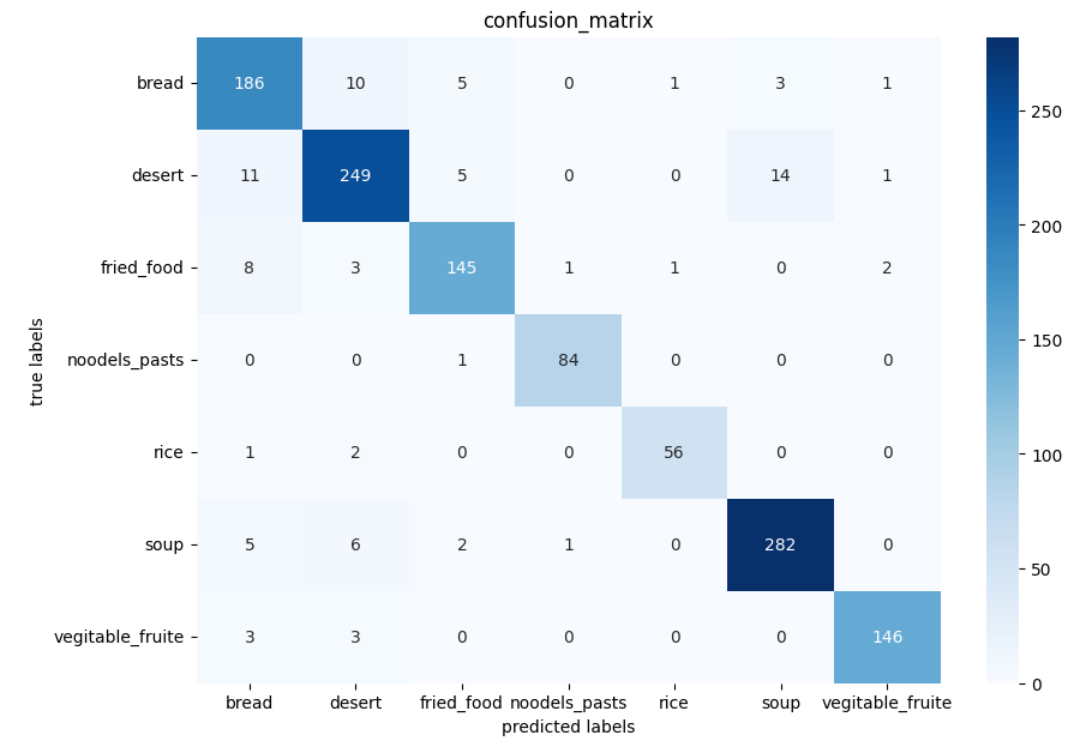 confusion_matrix
bread 186 10 5 0 1 3 1
desert 11 249 5 0 0 14 1
fried_food 8 3 145 1 1 0 2
noodels_pasts 0 0 1 84 0 0 0
rice 1 2 0 0 56 0 0
soup 5 6 2 1 0 282 0
vegitable_fruite 3 3 0 0 0 0 146
bread desert fried_food noodels_pasts rice soup vegitable_fruite
predicted labels
true labels
250
200
150
100
50
0